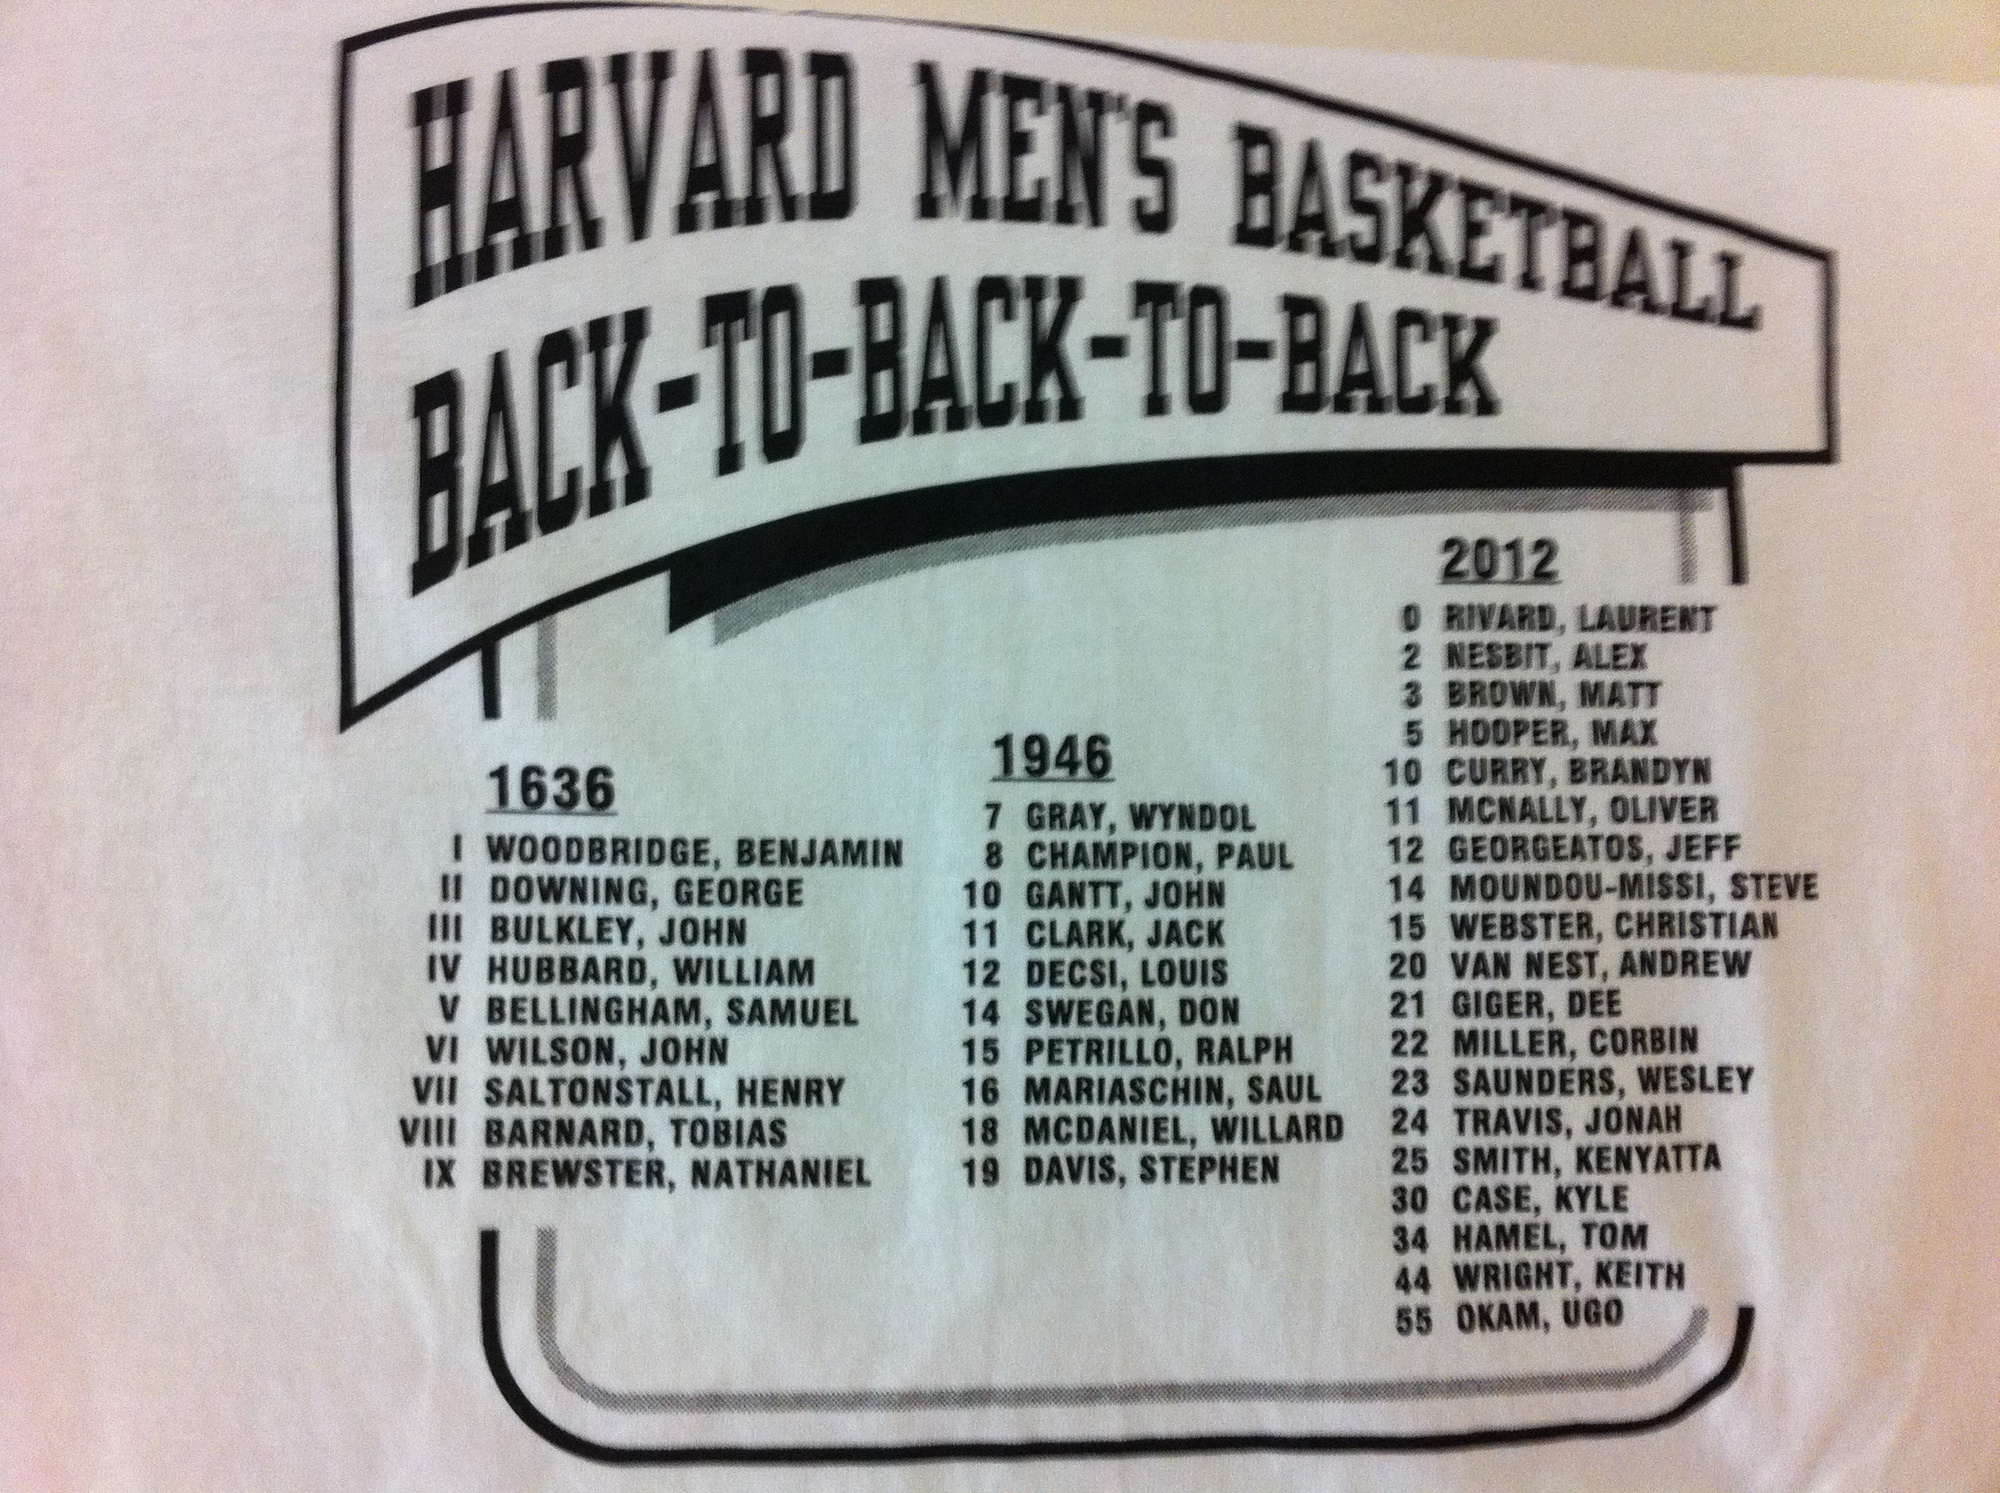 HARVARD MEN'S BASKETBALL
BACK-TO-BACK-TO-BACK
1636
I WOODBRIDGE, BENJAMIN
II DOWNING, GEORGE
III BULKLEY, JOHN
IV HUBBARD, WILLIAM
V BELLINGHAM, SAMUEL
VI WILSON, JOHN
VII SALTONSTALL, HENRY
VIII BARNARD, TOBIAS
IX BREWSTER, NATHANIEL
1946
7 GRAY, WYNDOL
8 CHAMPION, PAUL
10 GANTT, JOHN
11 CLARK, JACK
12 DECSI, LOUIS
14 SWEGAN, DON
15 PETRILLO, RALPH
16 MARIASCHIN, SAUL
18 MCDANIEL, WILLARD
19 DAVIS, STEPHEN
2012
0 RIVARD, LAURENT
2 NESBIT, ALEX
3 BROWN, MATT
5 HOOPER, MAX
10 CURRY, BRANDYN
11 MCNALLY, OLIVER
12 GEORGEATOS, JEFF
14 MOUNDOU-MISSI, STEVE
15 WEBSTER, CHRISTIAN
20 VAN NEST, ANDREW
21 GIGER, DEE
22 MILLER, CORBIN
23 SAUNDERS, WESLEY
24 TRAVIS, JONAH
25 SMITH, KENYATTA
30 CASE, KYLE
34 HAMEL, TOM
44 WRIGHT, KEITH
55 OKAM, UGO